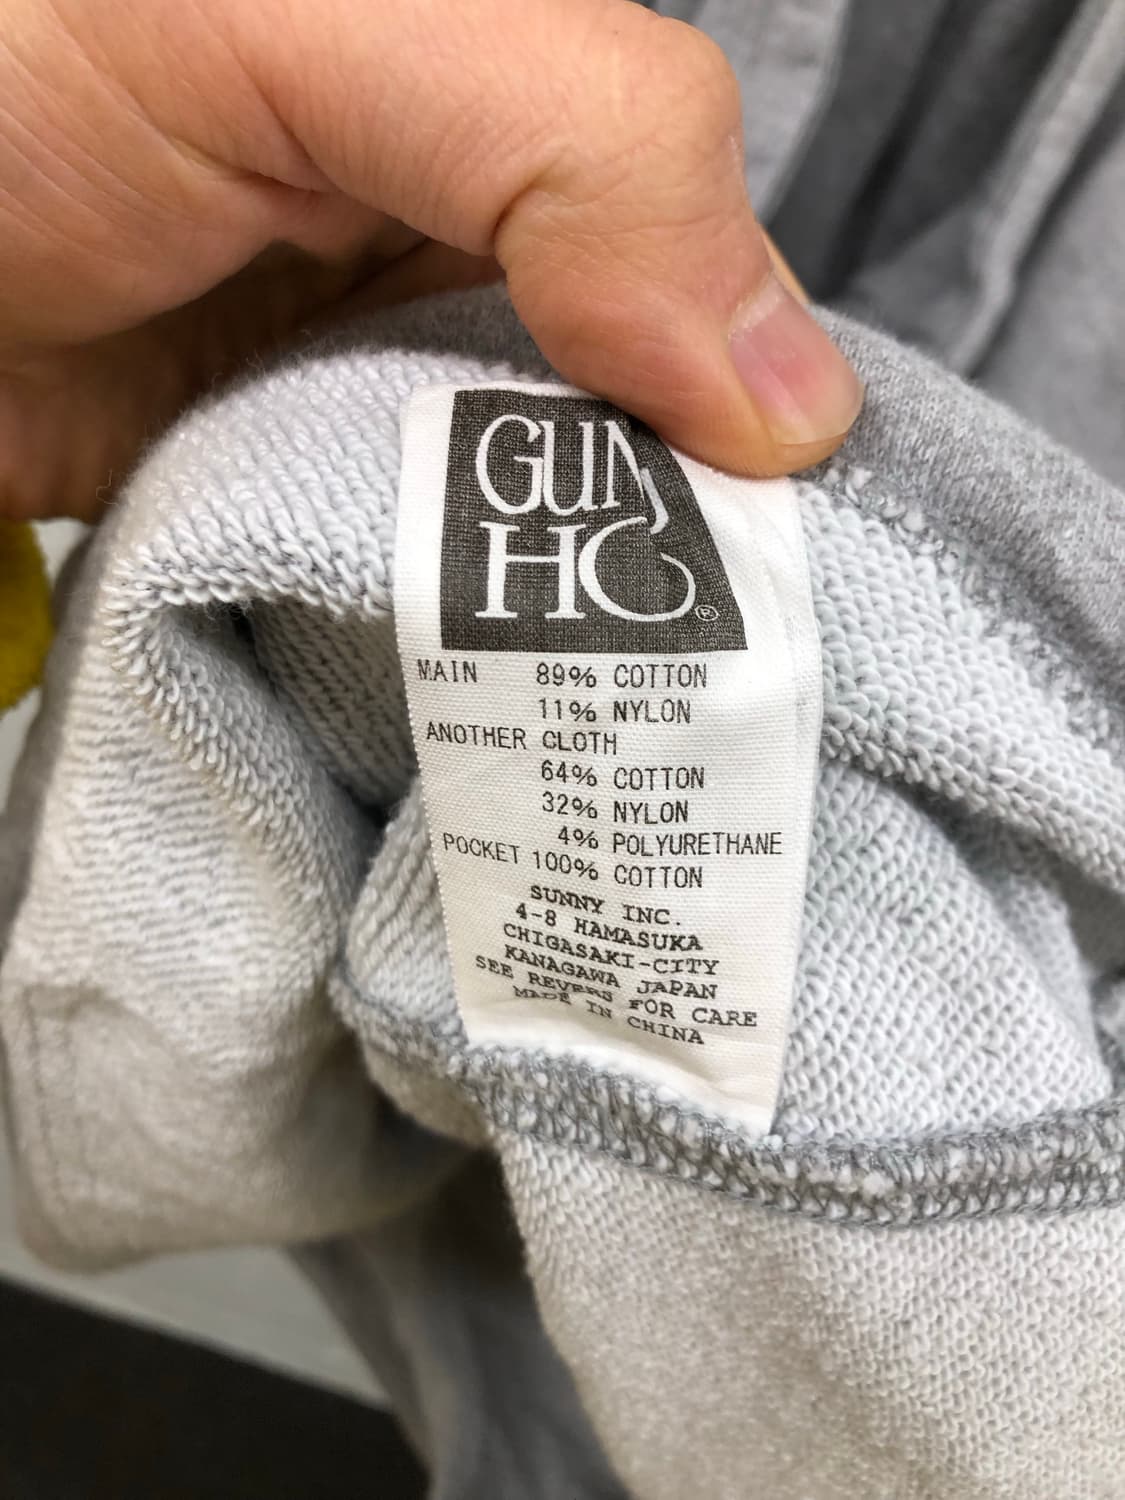 GUN
HO
®
MAIN 89% COTTON
11% NYLON
ANOTHER CLOTH
64% COTTON
32% NYLON
4% POLYURETHANE
POCKET 100% COTTON
SUNNY INC.
4-8 HAMASUKA
CHIGASAKI-CITY
KANAGAWA JAPAN
SEE REVERS FOR CARE
MADE IN CHINA